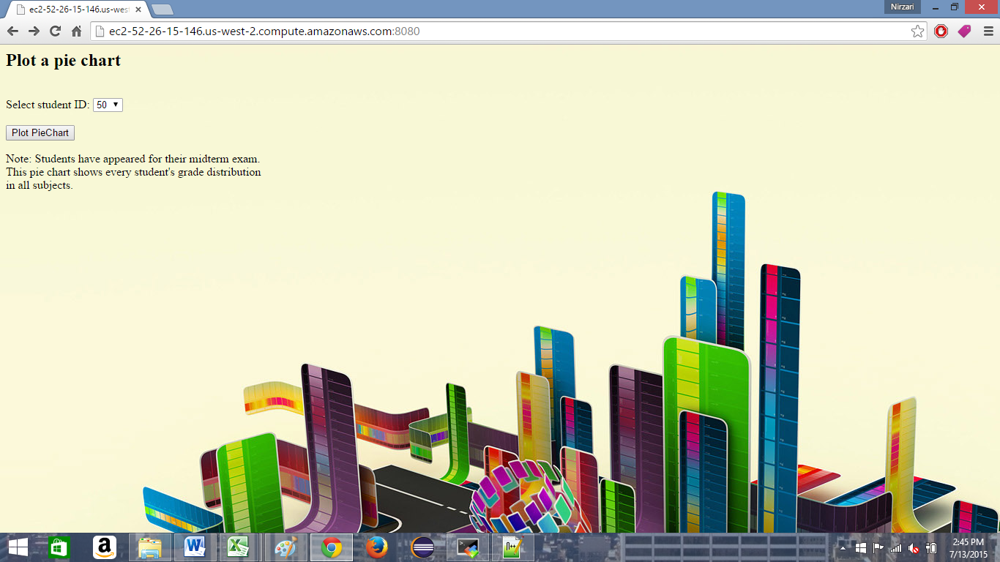 ec2-52-26-15-146.us-west
Nirzari
ec2-52-26-15-146.us-west-2.compute.amazonaws.com:8080
Plot a pie chart
Select student ID: 50
Plot PieChart
Note: Students have appeared for their midterm exam.
This pie chart shows every student's grade distribution
in all subjects.
2:45 PM
7/13/2015